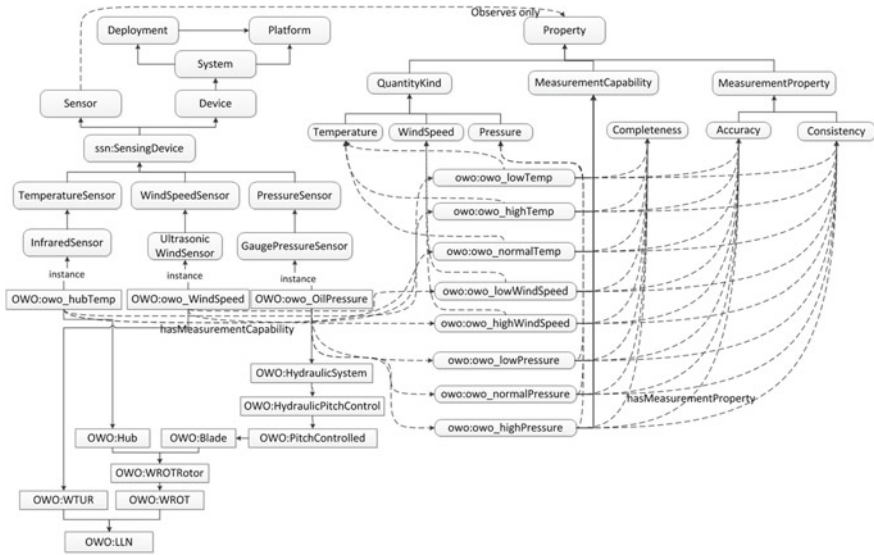 Observes only
Deployment
Platform
Property
System
QuantityKind
MeasurementCapability
MeasurementProperty
Sensor
Device
Temperature
WindSpeed
Pressure
Completeness
Accuracy
Consistency
ssn:SensingDevice
owo:owo_lowTemp
TemperatureSensor
WindSpeedSensor
PressureSensor
owo:owo_highTemp
InfraredSensor
Ultrasonic
WindSensor
GaugePressureSensor
owo:owo_normalTemp
instance
instance
instance
owo:owo_lowWindSpeed
OWO:owo_hubTemp
OWO:owo_WindSpeed
OWO:owo_OilPressure
owo:owo_highWindSpeed
hasMeasurementCapability
owo:owo_lowPressure
OWO:HydraulicSystem
owo:owo_normalPressure
hasMeasurementProperty
OWO:HydraulicPitchControl
owo:owo_highPressure
OWO:Hub
OWO:Blade
OWO:PitchControlled
OWO:WROTRotor
OWO:WTUR
OWO:WROT
OWO:LLN